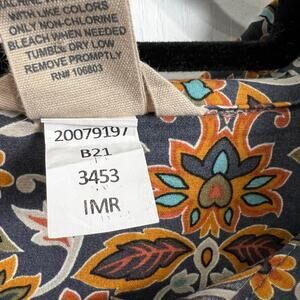 MACHINE
WITH LIKE COLORS
ONLY NON-CHLORINE
BLEACH WHEN NEEDED
TUMBLE DRY LOW
REMOVE PROMPTLY
RN# 106803
20079197
B21
3453
IMR